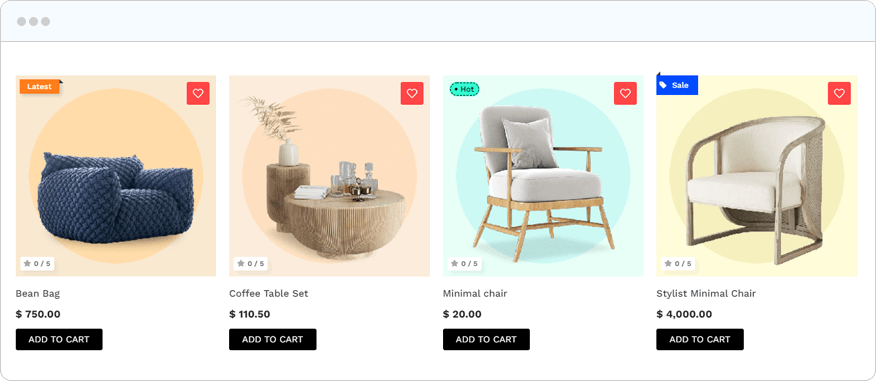 Latest
0 / 5
Bean Bag
$ 750.00
ADD TO CART
0 / 5
Coffee Table Set
$ 110.50
ADD TO CART
Hot
0 / 5
Minimal chair
$ 20.00
ADD TO CART
Sale
0 / 5
Stylist Minimal Chair
$ 4,000.00
ADD TO CART